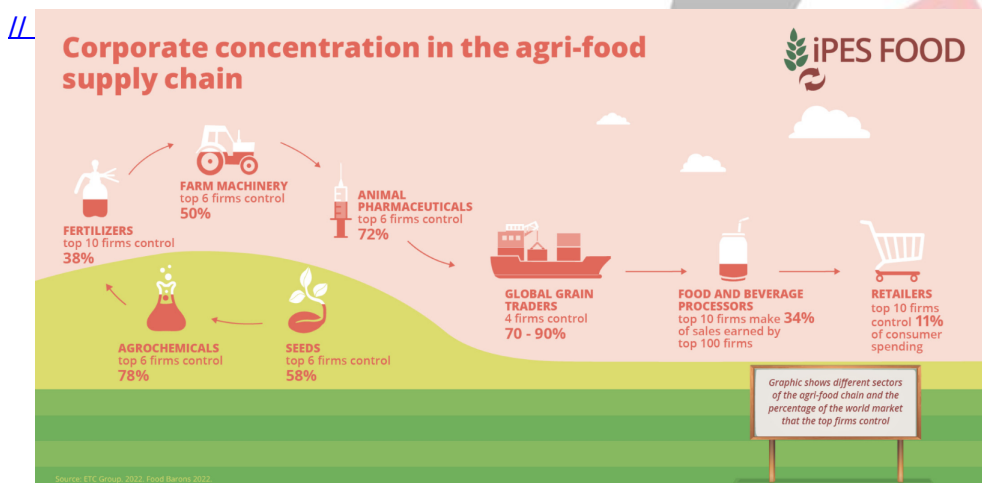 //
Corporate concentration in the agri-food
supply chain
iPES FOOD
FARM MACHINERY
top 6 firms control
50%
ANIMAL
PHARMACEUTICALS
top 6 firms control
72%
FERTILIZERS
top 10 firms control
38%
GLOBAL GRAIN
TRADERS
4 firms control
70 - 90%
FOOD AND BEVERAGE
PROCESSORS
top 10 firms make 34%
of sales earned by
top 100 firms
RETAILERS
top 10 firms
control 11%
of consumer
spending
AGROCHEMICALS
top 6 firms control
78%
SEEDS
top 6 firms control
58%
Graphic shows different sectors
of the agri-food chain and the
percentage of the world market
that the top firms control
Source: ETC Group, 2022. Food Barons 2022.